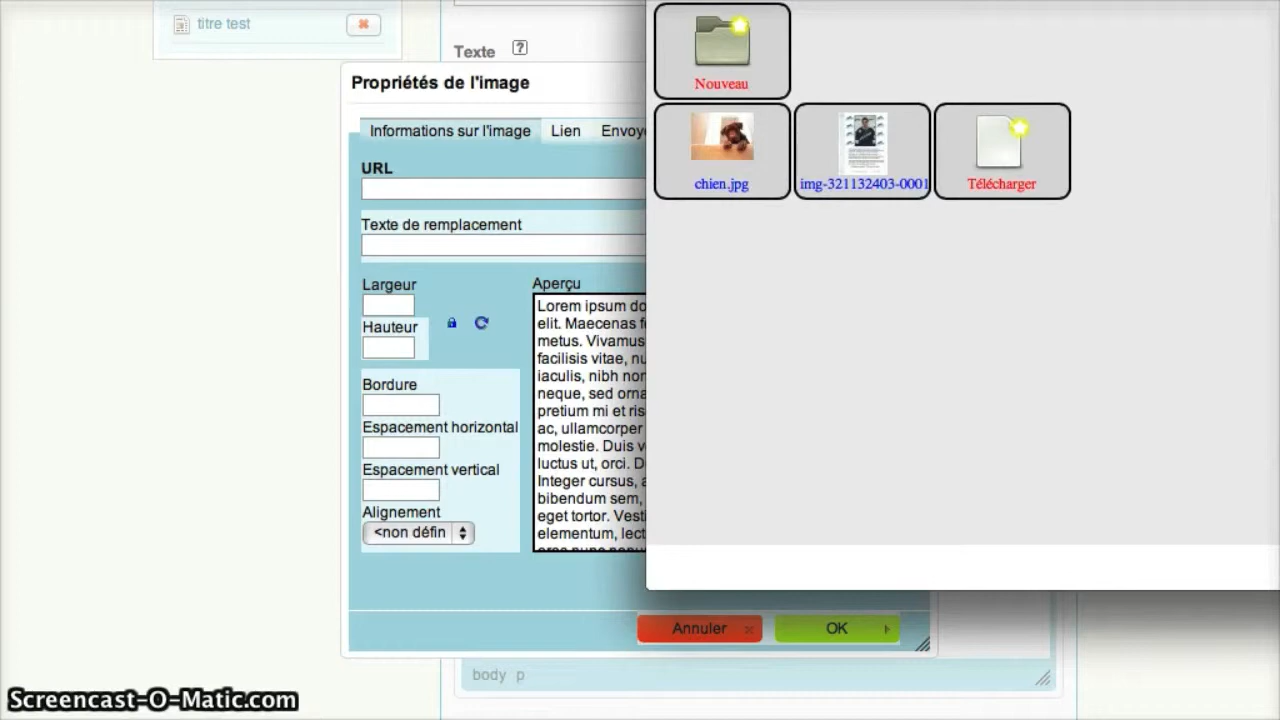 titre test
Texte ?
Propriétés de l'image
Informations sur l'image Lien Envoye
URL
Texte de remplacement
Largeur
Hauteur
Bordure
Espacement horizontal
Espacement vertical
Alignement
<non défin
Aperçu
Lorem ipsum do
elit. Maecenas
metus. Vivamus
facilisis vitae,
iaculis, nibh non
neque, sed orna
pretium mi et ris
ac, ullamcorper
molestie. Duis
luctus ut, orci. D
Integer cursus, a
bibendum sem,
eget tortor. Vesti
elementum, lect
Annuler
OK
body p
Nouveau
chien.jpg
img-321132403-0001
Télécharger
Screencast-O-Matic.com